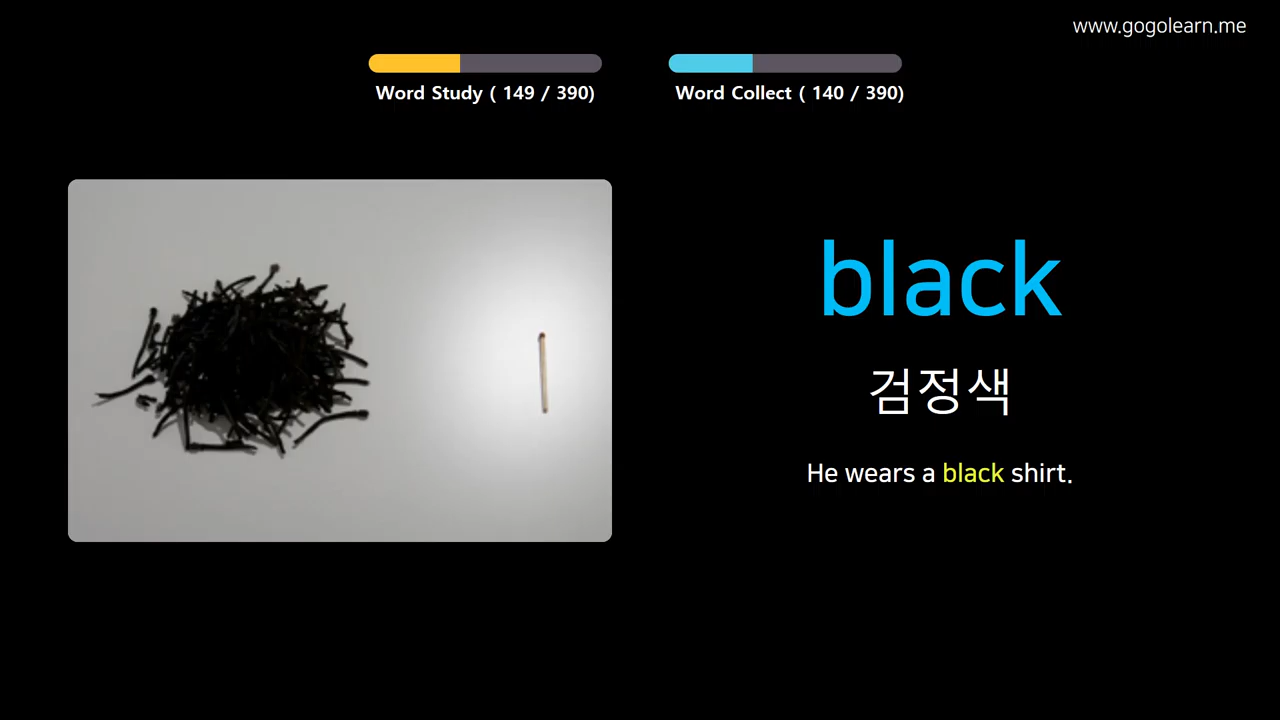 www.gogolearn.me
Word Study ( 149 / 390)
Word Collect ( 140 / 390)
black
검정색
He wears a black shirt.